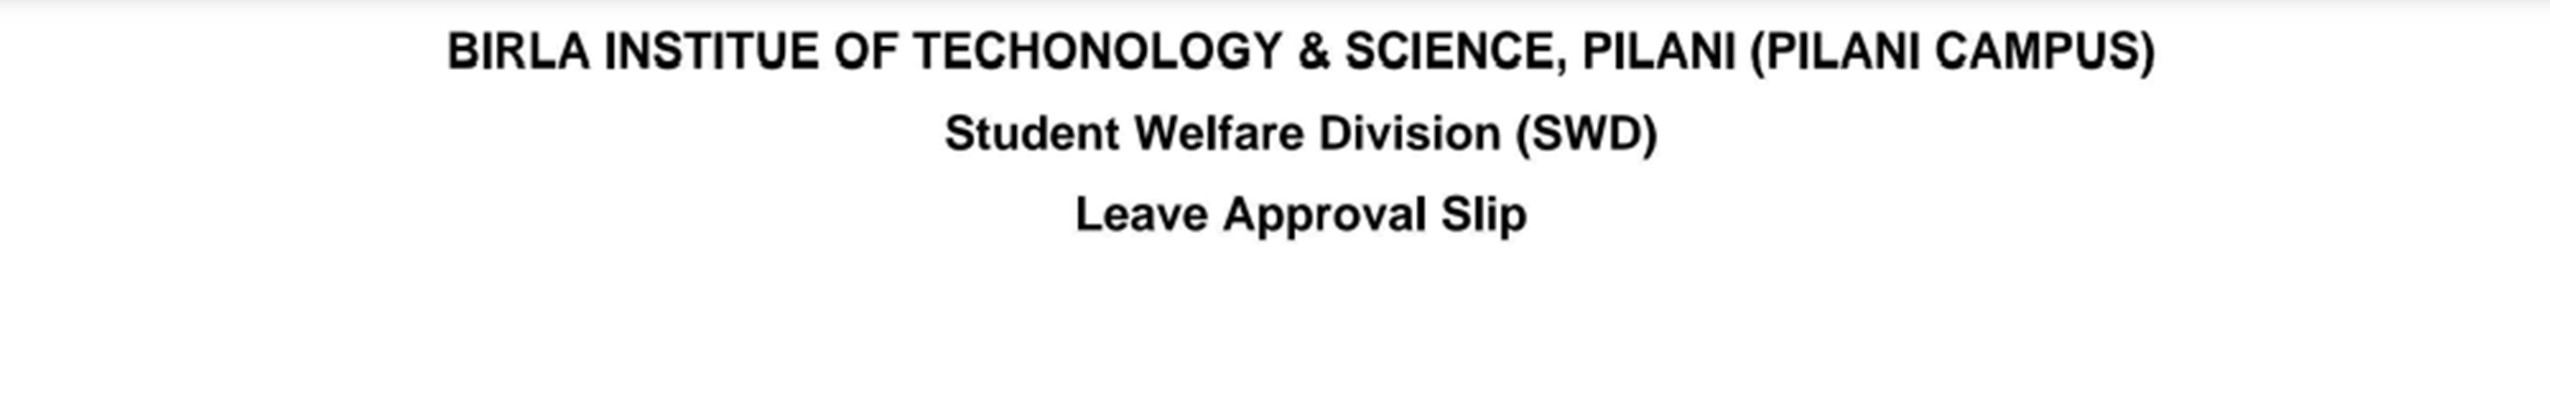 BIRLA INSTITUE OF TECHONOLOGY & SCIENCE, PILANI (PILANI CAMPUS)
Student Welfare Division (SWD)
Leave Approval Slip